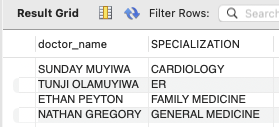 Result Grid Filter Rows: Search
doctor_name SPECIALIZATION
SUNDAY MUYIWA CARDIOLOGY
TUNJI OLAMUYIWA ER
ETHAN PEYTON FAMILY MEDICINE
NATHAN GREGORY GENERAL MEDICINE